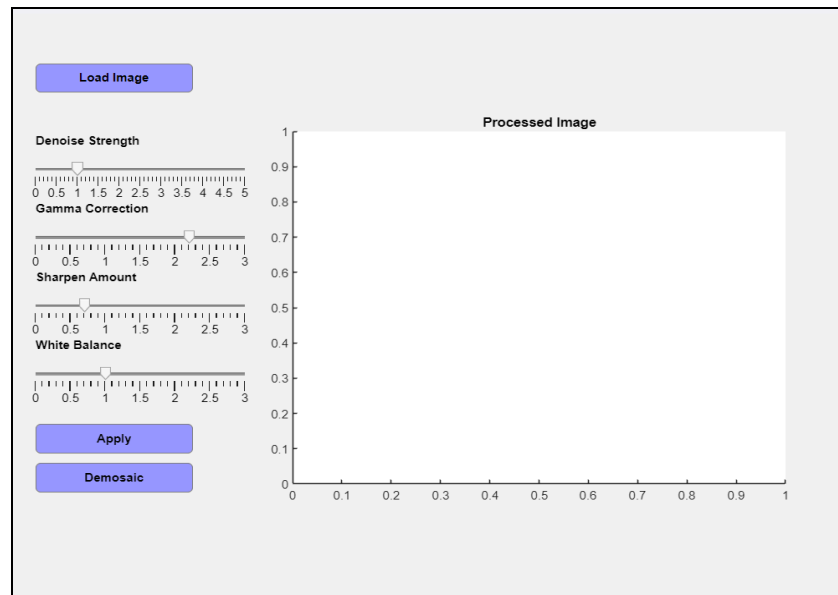 Load Image
Denoise Strength
0 0.5 1 1.5 2 2.5 3 3.5 4 4.5 5
Gamma Correction
0 0.5 1 1.5 2 2.5 3
Sharpen Amount
0 0.5 1 1.5 2 2.5 3
White Balance
0 0.5 1 1.5 2 2.5 3
Apply
Demosaic
Processed Image
1
0.9
0.8
0.7
0.6
0.5
0.4
0.3
0.2
0.1
0
0 0.1 0.2 0.3 0.4 0.5 0.6 0.7 0.8 0.9 1